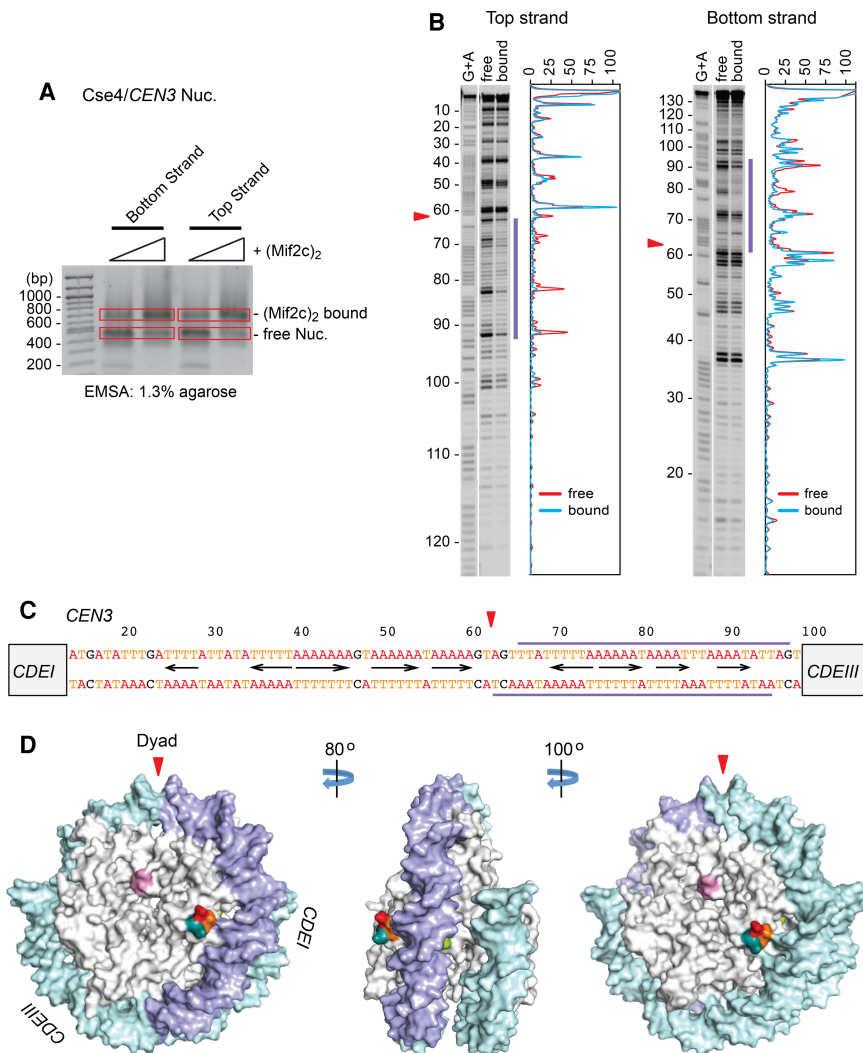 A
Cse4/CEN3 Nuc.
Bottom Strand
Top Strand
+ (Mif2c)2
(bp)
1000
800
600
400
200
(Mif2c)2 bound
free Nuc.
EMSA: 1.3% agarose
B
Top strand
G+A
free
bound
0
25
50
75
100
10
20
30
40
50
60
70
80
90
100
110
120
free
bound
Bottom strand
G+A
free
bound
0
25
50
75
100
130
120
110
100
90
80
70
60
50
40
30
20
free
bound
C
CEN3
20 30 40 50 60 70 80 90 100
CDEI
ATGATATTTGATTTTATTATATTTTTAAAAAAAGTAAAAAATAAAAAGTAGTTTATTTTTAAAAAATAAAATTTAAAATATTAGT
TACTATAAACTAAAATAATATAAAAATTTTTTTCATTTTTTATTTTTCATCAAATAAAAATTTTTTATTTTAAATTTTATAATCA
CDEIII
D
Dyad
80°
100°
CDEI
CDEIII